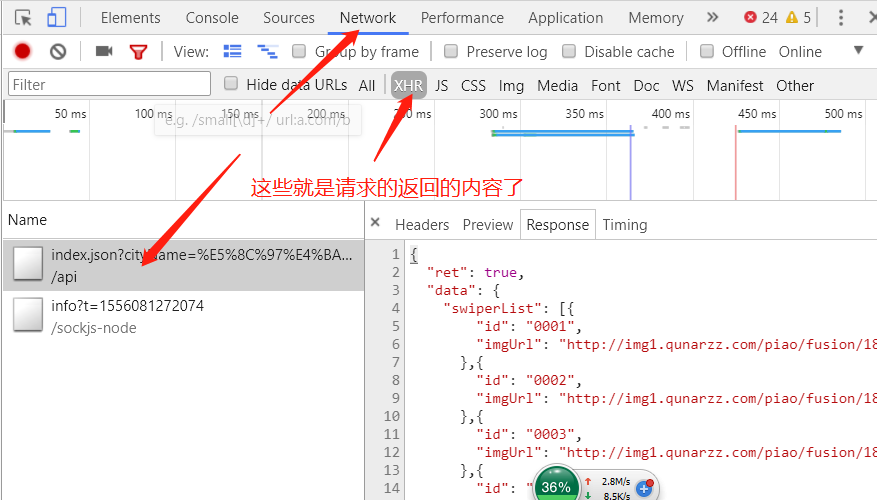 Elements Console Sources Network Performance Application Memory » 24 5
View: Group by frame Preserve log Disable cache Offline Online
Filter Hide data URLs All XHR JS CSS Img Media Font Doc WS Manifest Other
50 ms 100 ms 150 ms 200 ms 250 ms 300 ms 350 ms 400 ms 450 ms 500 ms
e.g. /small[\d]+/ url:a.com/b
这些就是请求的返回的内容了
Name
index.json?cityName=%E5%8C%97%E4%BA...
/api
info?t=1556081272074
/sockjs-node
× Headers Preview Response Timing
1 {
2 "ret": true,
3 "data": {
4 "swiperList": [{
5 "id": "0001",
6 "imgUrl": "http://img1.qunarzz.com/piao/fusion/18
7 },{
8 "id": "0002",
9 "imgUrl": "http://img1.qunarzz.com/piao/fusion/18
10 },{
11 "id": "0003",
12 "imgUrl": "http://img1.qunarzz.com/piao/fusion/18
13 },{
14 "id": "
36% 2.8M/s
8.5K/s